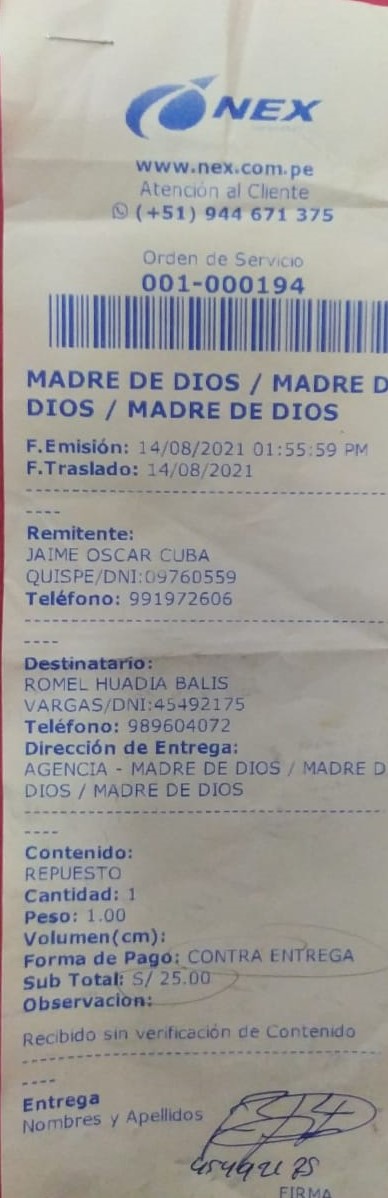 NEX
www.nex.com.pe
Atención al Cliente
(+51) 944 671 375
Orden de Servicio
001-000194
MADRE DE DIOS / MADRE D
DIOS / MADRE DE DIOS
F.Emisión: 14/08/2021 01:55:59 PM
F.Traslado: 14/08/2021
----
Remitente:
JAIME OSCAR CUBA
QUISPE/DNI:09760559
Teléfono: 991972606
----
Destinatario:
ROMEL HUADIA BALIS
VARGAS/DNI:45492175
Teléfono: 989604072
Dirección de Entrega:
AGENCIA - MADRE DE DIOS / MADRE D
DIOS / MADRE DE DIOS
----
Contenido:
REPUESTO
Cantidad: 1
Peso: 1.00
Volumen(cm):
Forma de Pago: CONTRA ENTREGA
Sub Total: S/ 25.00
Observacion:
Recibido sin verificación de Contenido
----
Entrega
Nombres y Apellidos
45492175
FIRMA